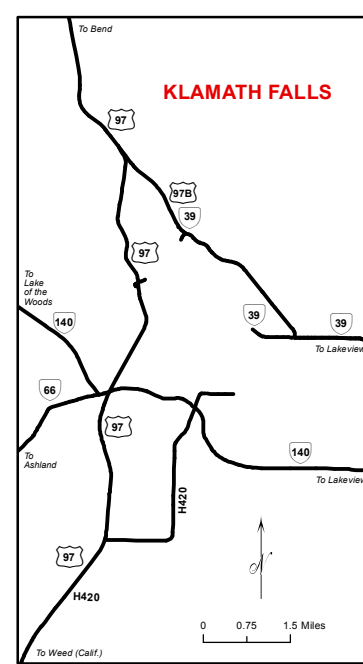 To Bend
KLAMATH FALLS
97
97B
39
97
To
Lake
of the
Woods
140
39
39
To Lakeview
66
97
To
Ashland
140
To Lakeview
H420
97
H420
N
0 0.75 1.5 Miles
To Weed (Calif.)